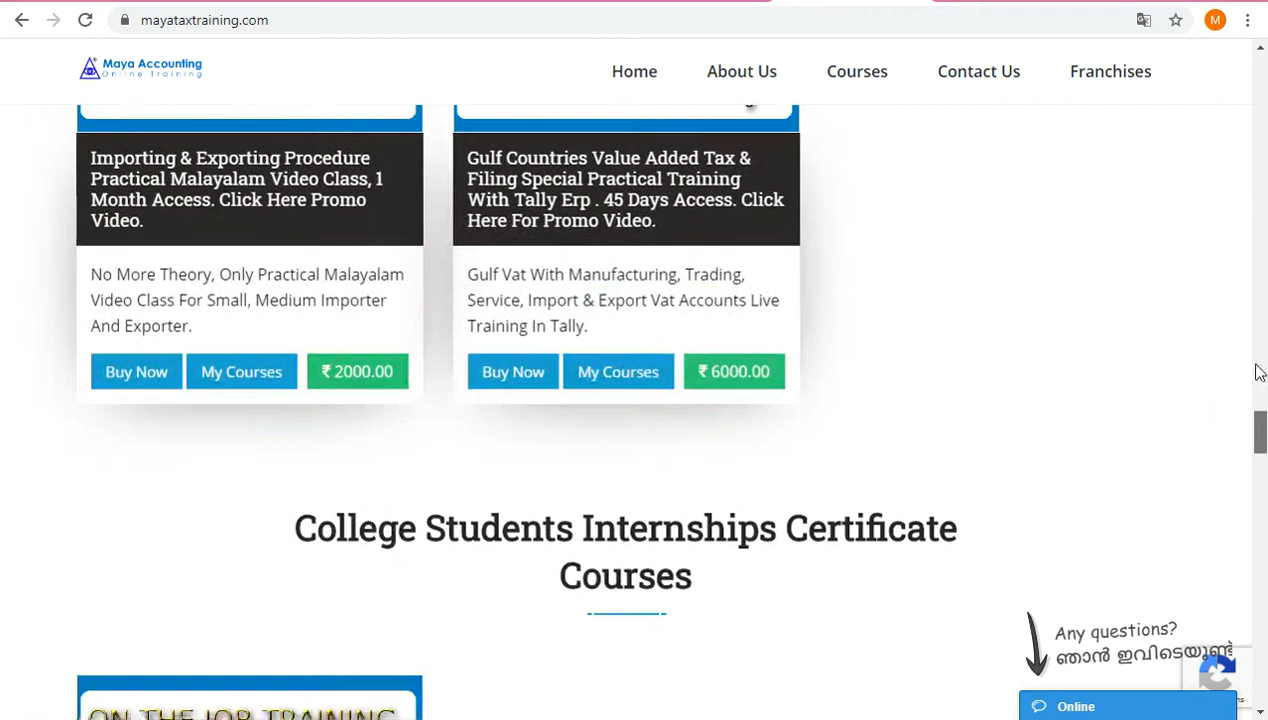 mayataxtraining.com
M
Maya Accounting
Online Training
Home
About Us
Courses
Contact Us
Franchises
Importing & Exporting Procedure
Practical Malayalam Video Class, 1
Month Access. Click Here Promo
Video.
No More Theory, Only Practical Malayalam
Video Class For Small, Medium Importer
And Exporter.
Buy Now
My Courses
₹ 2000.00
Gulf Countries Value Added Tax &
Filing Special Practical Training
With Tally Erp . 45 Days Access. Click
Here For Promo Video.
Gulf Vat With Manufacturing, Trading,
Service, Import & Export Vat Accounts Live
Training In Tally.
Buy Now
My Courses
₹ 6000.00
College Students Internships Certificate
Courses
ON THE JOB TRAINING
Any questions?
ഞാൻ ഇവിടെയുണ്ട്
Online